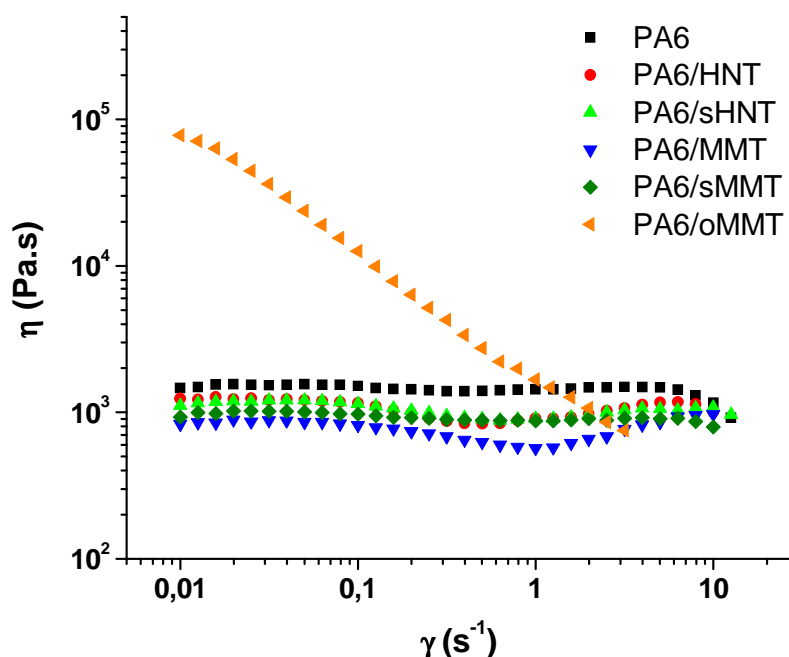 PA6
PA6/HNT
PA6/sHNT
PA6/MMT
PA6/sMMT
PA6/oMMT
10⁵
10⁴
10³
10²
η (Pa.s)
0,01 0,1 1 10
γ (s⁻¹)